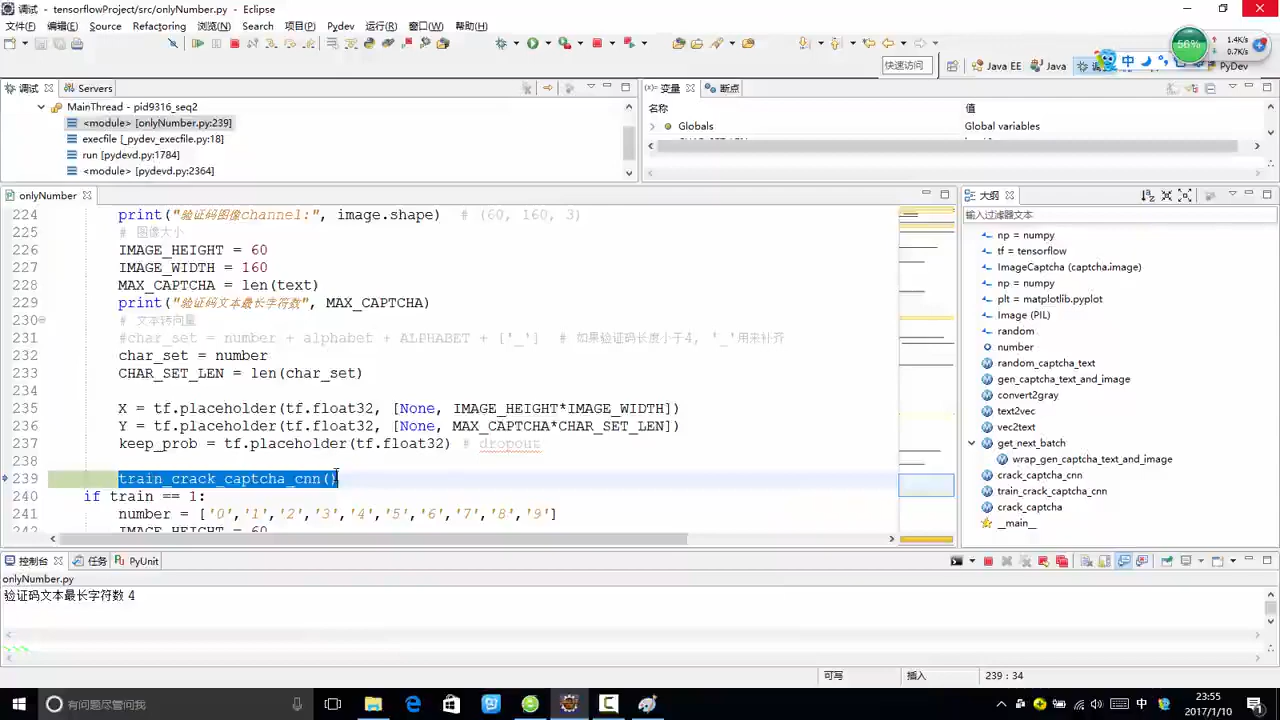 调试 - tensorflowProject/src/onlyNumber.py - Eclipse
文件(F) 编辑(E) Source Refactoring 浏览(N) Search 项目(P) Pydev 运行(R) 窗口(W) 帮助(H)
56% 1.4K/s
0.7K/s
快速访问 Java EE Java 调 PyDev
中
调试 Servers
变量 断点
MainThread - pid9316_seq2
<module> [onlyNumber.py:239]
execfile [_pydev_execfile.py:18]
run [pydevd.py:1784]
<module> [pydevd.py:2364]
名称 值
Globals Global variables
onlyNumber
224 print("验证码图像channel:", image.shape) # (60, 160, 3)
225 # 图像大小
226 IMAGE_HEIGHT = 60
227 IMAGE_WIDTH = 160
228 MAX_CAPTCHA = len(text)
229 print("验证码文本最长字符数", MAX_CAPTCHA)
230 # 文本转向量
231 #char_set = number + alphabet + ALPHABET + ['_'] # 如果验证码长度小于4, '_'用来补齐
232 char_set = number
233 CHAR_SET_LEN = len(char_set)
234
235 X = tf.placeholder(tf.float32, [None, IMAGE_HEIGHT*IMAGE_WIDTH])
236 Y = tf.placeholder(tf.float32, [None, MAX_CAPTCHA*CHAR_SET_LEN])
237 keep_prob = tf.placeholder(tf.float32) # dropout
238
239 train_crack_captcha_cnn()
240 if train == 1:
241 number = ['0','1','2','3','4','5','6','7','8','9']
242 IMAGE_HEIGHT = 60
大纲
输入过滤器文本
np = numpy
tf = tensorflow
ImageCaptcha (captcha.image)
np = numpy
plt = matplotlib.pyplot
Image (PIL)
random
number
random_captcha_text
gen_captcha_text_and_image
convert2gray
text2vec
vec2text
get_next_batch
wrap_gen_captcha_text_and_image
crack_captcha_cnn
train_crack_captcha_cnn
crack_captcha
__main__
控制台 任务 PyUnit
onlyNumber.py
验证码文本最长字符数 4
可写 插入 239 : 34
有问题尽管问我
中
23:55
2017/1/10